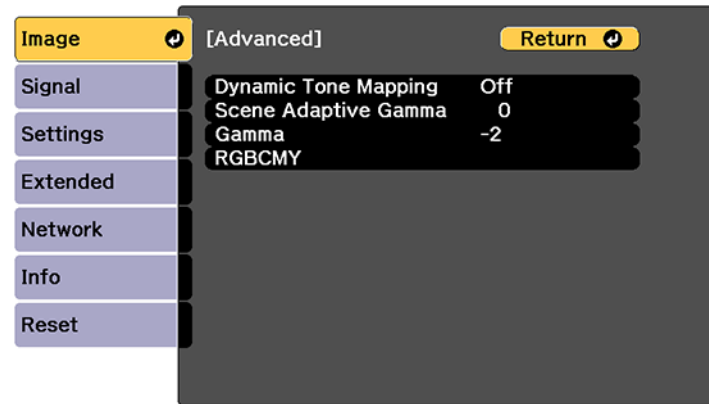 Image
Signal
Settings
Extended
Network
Info
Reset
[Advanced] Return
Dynamic Tone Mapping Off
Scene Adaptive Gamma 0
Gamma -2
RGBCMY